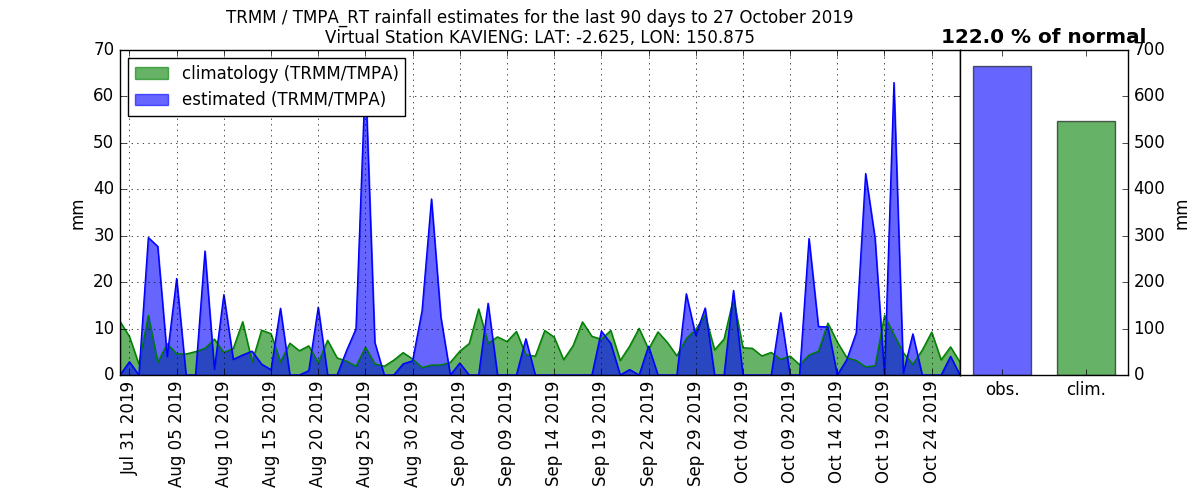 TRMM / TMPA_RT rainfall estimates for the last 90 days to 27 October 2019
Virtual Station KAVIENG: LAT: -2.625, LON: 150.875
122.0 % of normal
climatology (TRMM/TMPA)
estimated (TRMM/TMPA)
mm
70
60
50
40
30
20
10
0
Jul 31 2019
Aug 05 2019
Aug 10 2019
Aug 15 2019
Aug 20 2019
Aug 25 2019
Aug 30 2019
Sep 04 2019
Sep 09 2019
Sep 14 2019
Sep 19 2019
Sep 24 2019
Sep 29 2019
Oct 04 2019
Oct 09 2019
Oct 14 2019
Oct 19 2019
Oct 24 2019
obs.
clim.
700
600
500
400
300
200
100
0
mm